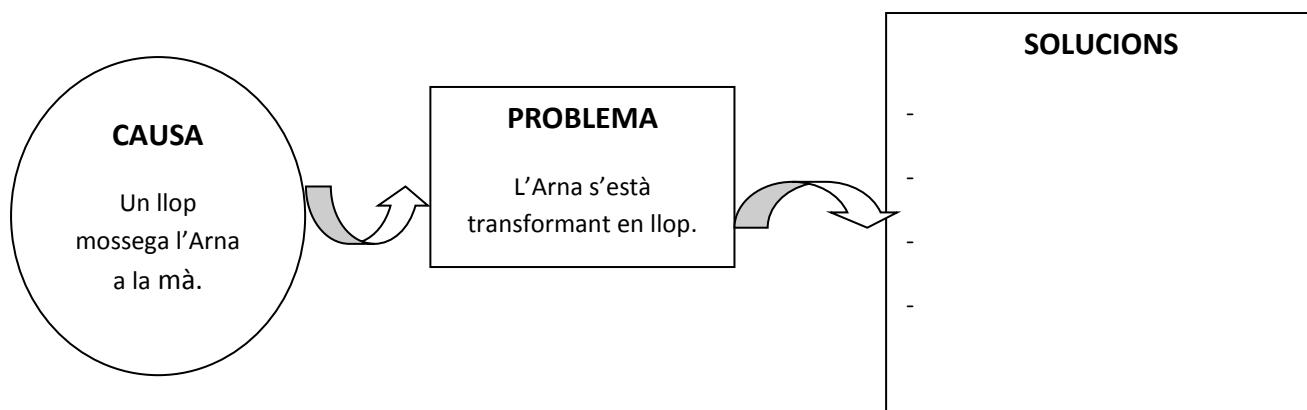 CAUSA
Un llop
mossega l’Arna
a la mà.
PROBLEMA
L’Arna s’està
transformant en llop.
SOLUCIONS
-
-
-
-